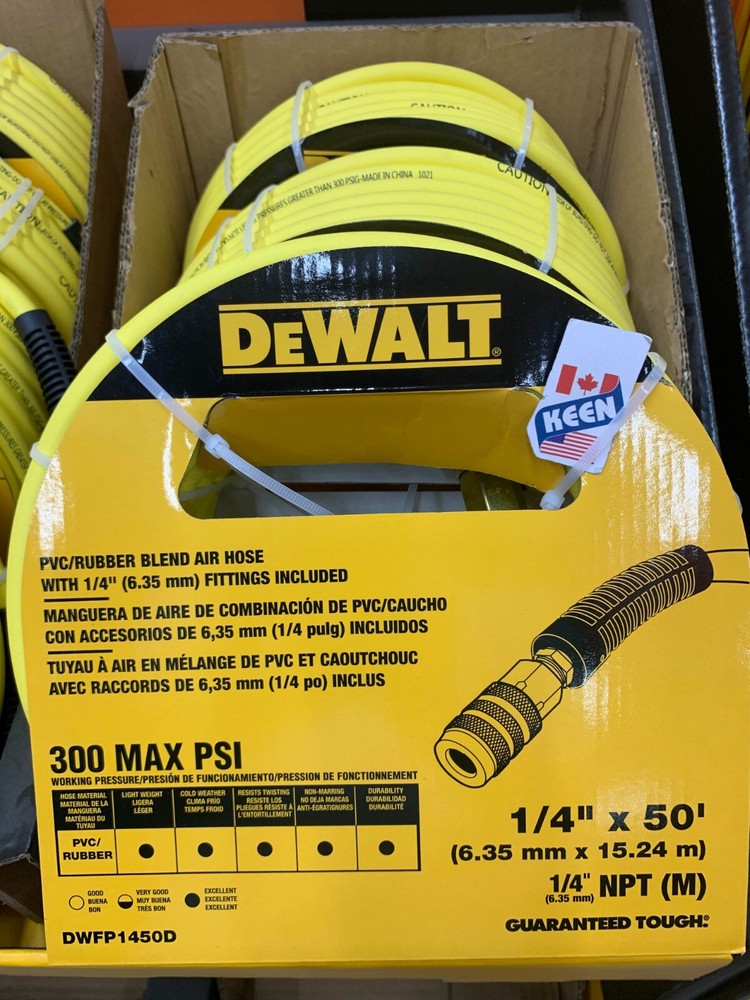 CAUTION
PRESSURES GREATER THAN 300 PSIG-MADE IN CHINA 1021
CAUTION
DEWALT®
KEEN
PVC/RUBBER BLEND AIR HOSE
WITH 1/4" (6.35 mm) FITTINGS INCLUDED
MANGUERA DE AIRE DE COMBINACIÓN DE PVC/CAUCHO
CON ACCESORIOS DE 6,35 mm (1/4 pulg) INCLUIDOS
TUYAU À AIR EN MÉLANGE DE PVC ET CAOUTCHOUC
AVEC RACCORDS DE 6,35 mm (1/4 po) INCLUS
300 MAX PSI
WORKING PRESSURE/PRESIÓN DE FUNCIONAMIENTO/PRESSION DE FONCTIONNEMENT
HOSE MATERIAL
MATERIAL DE LA
MANGUERA
MATÉRIAU DU
TUYAU
LIGHT WEIGHT
LIGERA
LÉGER
COLD WEATHER
CLIMA FRÍO
TEMPS FROID
RESISTS TWISTING
RESISTE LOS
PLIEGUES RÉSISTE À
L'ENTORTILLEMENT
NON-MARRING
NO DEJA MARCAS
ANTI-ÉGRATIGNURES
DURABILITY
DURABILIDAD
DURABILITÉ
PVC/
RUBBER
GOOD
BUENA
BON
VERY GOOD
MUY BUENA
TRÈS BON
EXCELLENT
EXCELENTE
EXCELLENT
DWFP1450D
1/4" x 50'
(6.35 mm x 15.24 m)
1/4" NPT (M)
(6.35 mm)
GUARANTEED TOUGH®